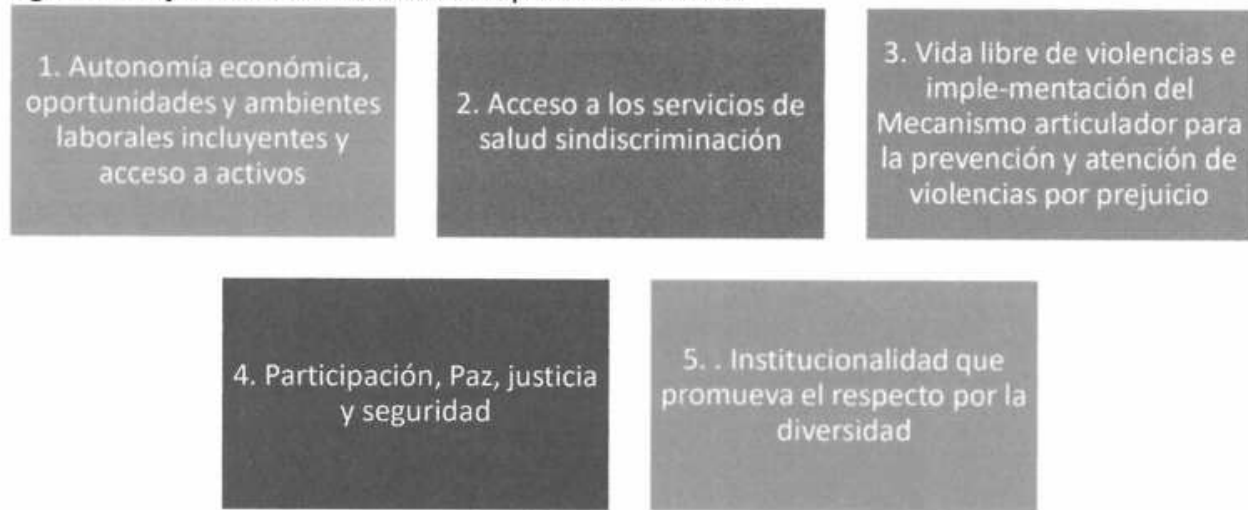 1. Autonomía económica,
oportunidades y ambientes
laborales incluyentes y
acceso a activos
2. Acceso a los servicios de
salud sindiscriminación
3. Vida libre de violencias e
imple-mentación del
Mecanismo articulador para
la prevención y atención de
violencias por prejuicio
4. Participación, Paz, justicia
y seguridad
5. . Institucionalidad que
promueva el respecto por la
diversidad